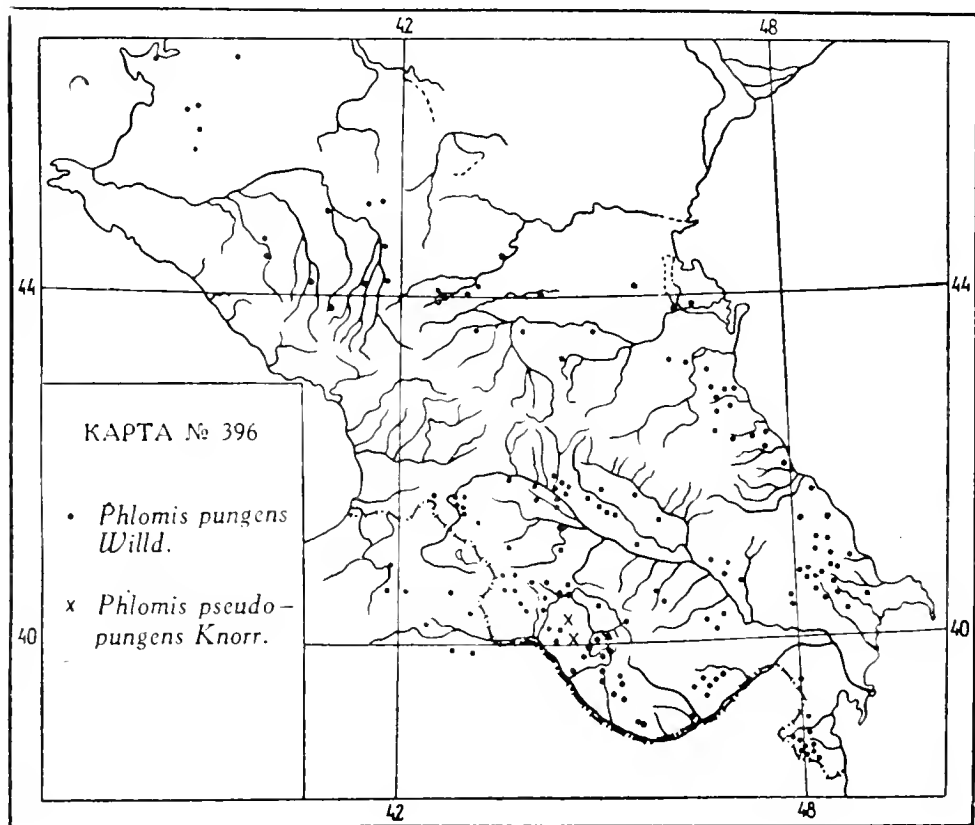 42 48
44 44
КАРТА № 396
• Phlomis pungens
Willd.
× Phlomis pseudo-
pungens Knorr.
40 40
42 48